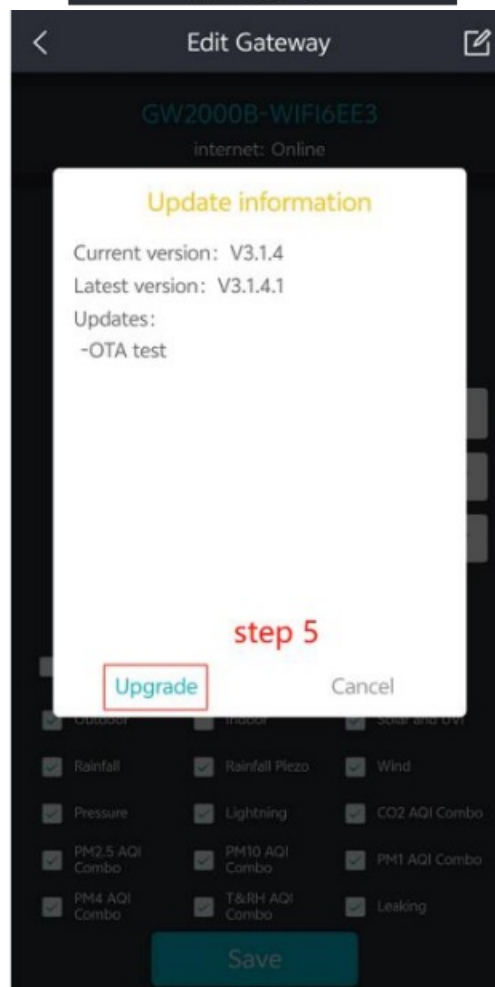 Edit Gateway
GW2000B-WIFI6EE3
internet: Online
Update information
Current version: V3.1.4
Latest version: V3.1.4.1
Updates:
-OTA test
step 5
Upgrade Cancel
Outdoor Indoor Solar and UVI
Rainfall Rainfall Piezo Wind
Pressure Lightning CO2 AQI Combo
PM2.5 AQI Combo PM10 AQI Combo PM1 AQI Combo
PM4 AQI Combo T&RH AQI Combo Leaking
Save